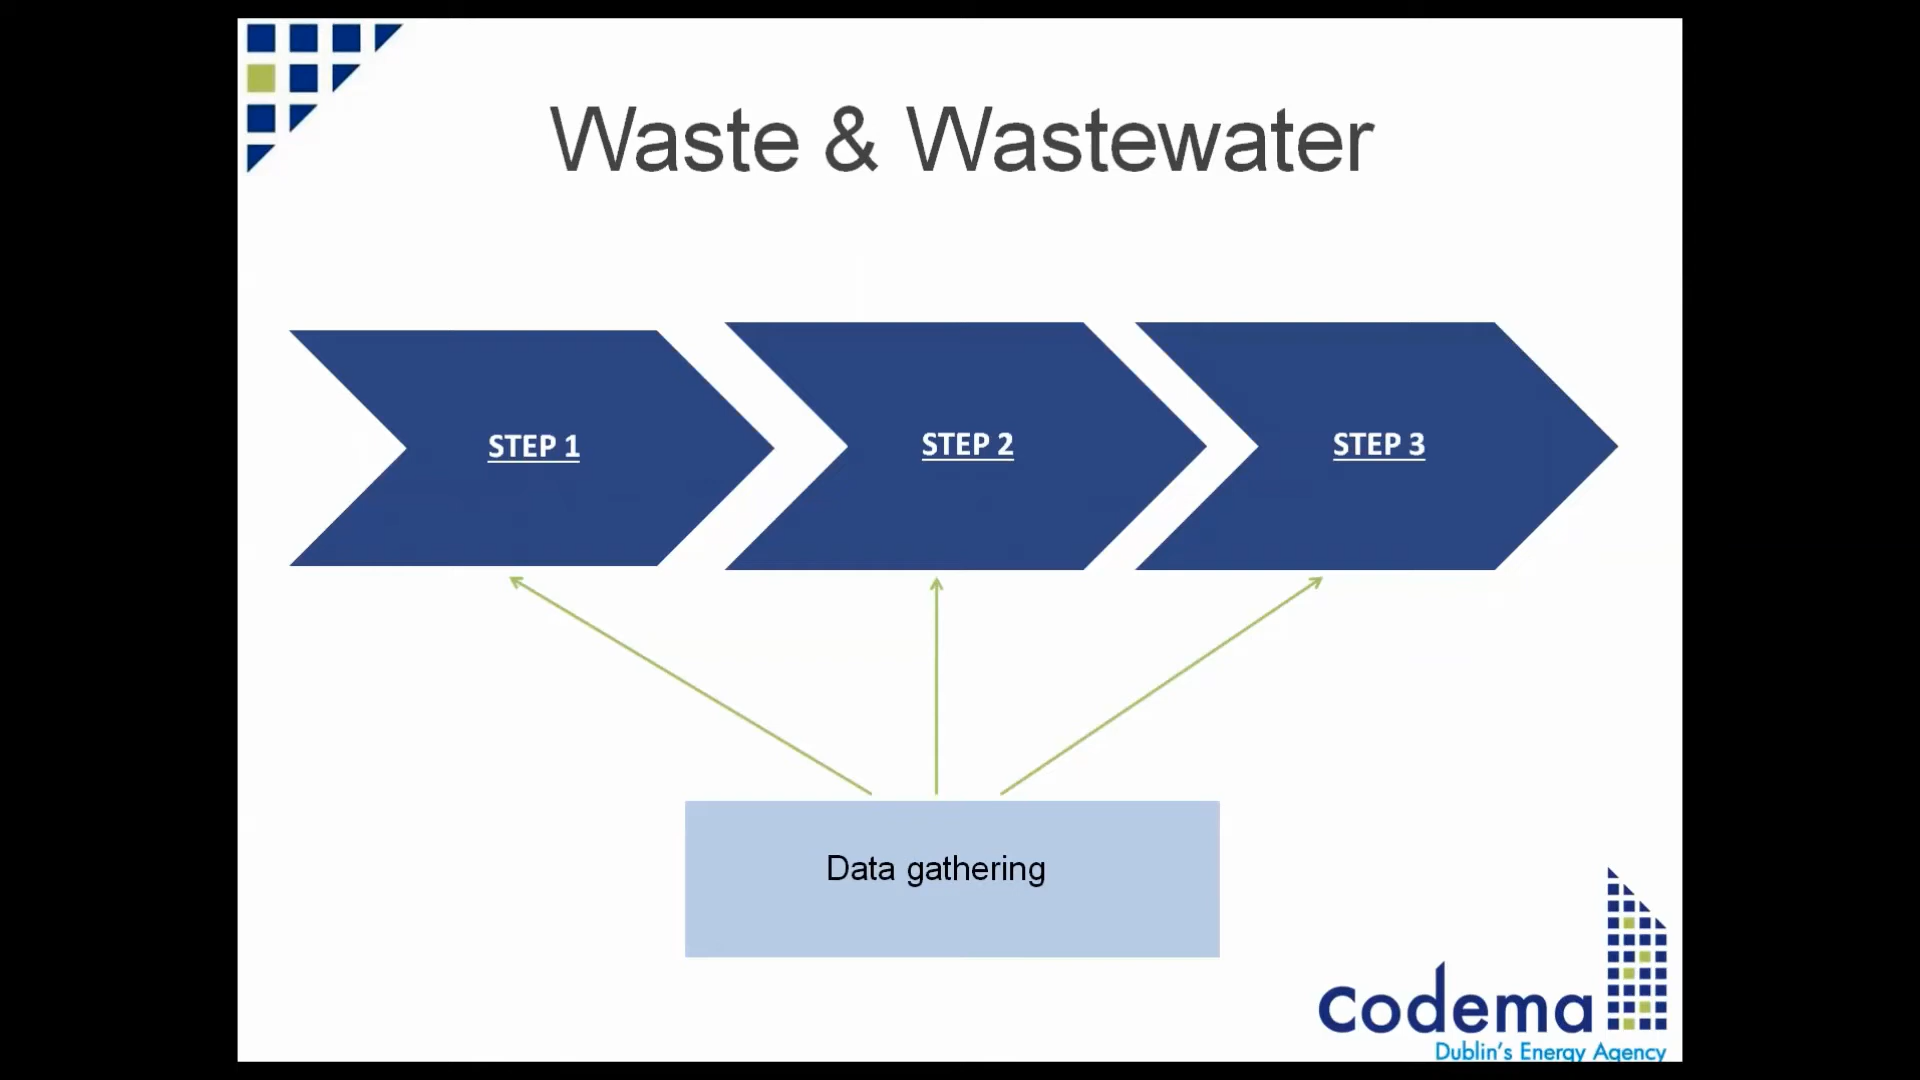 Waste & Wastewater
STEP 1
STEP 2
STEP 3
Data gathering
codema
Dublin's Energy Agency